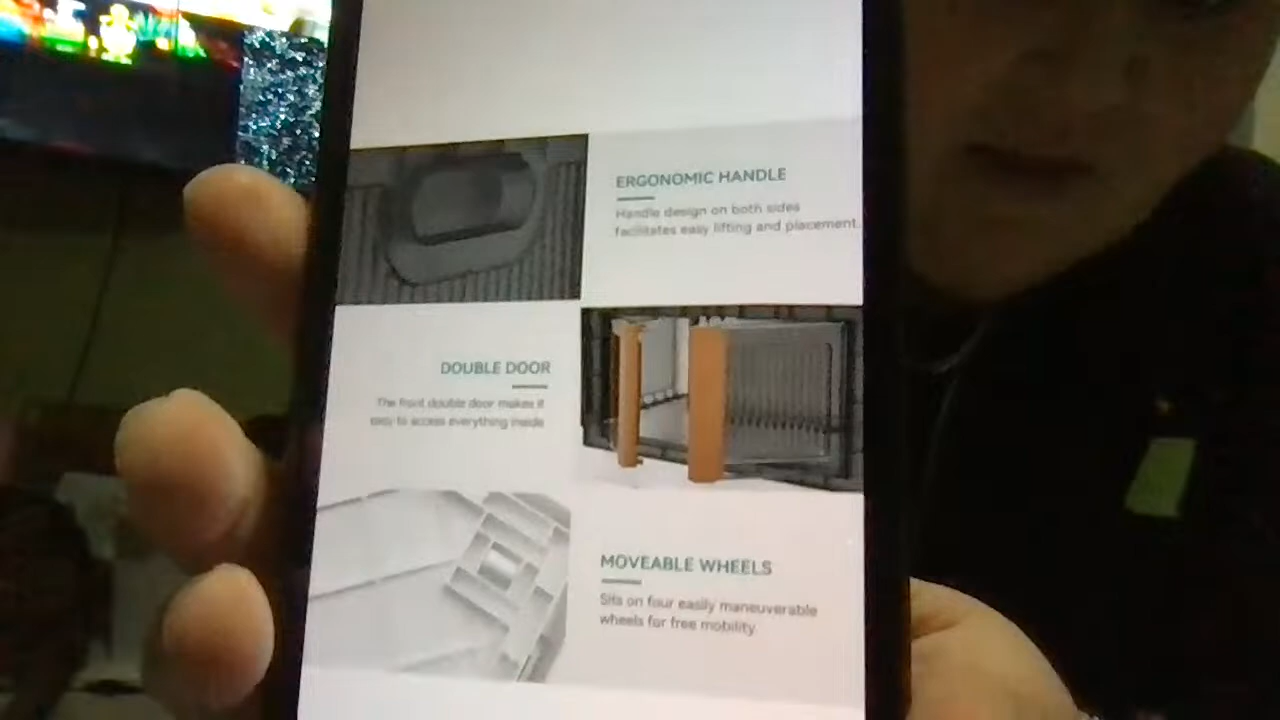 ERGONOMIC HANDLE
Handle design on both sides
facilitates easy lifting and placement.
DOUBLE DOOR
The front double door makes it
easy to access everything inside
MOVEABLE WHEELS
Sits on four easily maneuverable
wheels for free mobility.